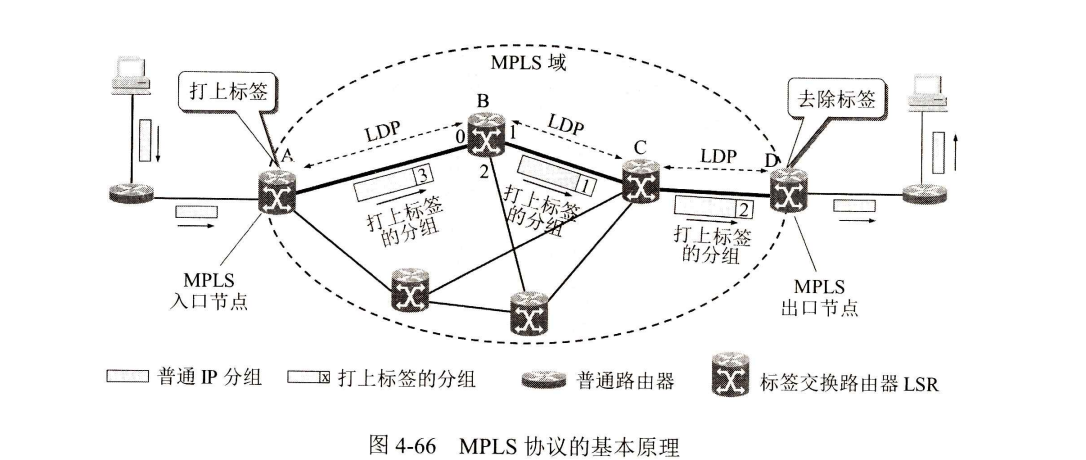 MPLS 域
打上标签
去除标签
B
LDP
0
1
LDP
A
C
LDP
D
3
2
1
2
打上标签
的分组
打上标签
的分组
打上标签
的分组
MPLS
入口节点
MPLS
出口节点
普通 IP 分组
x 打上标签的分组
普通路由器
标签交换路由器 LSR
图 4-66 MPLS 协议的基本原理